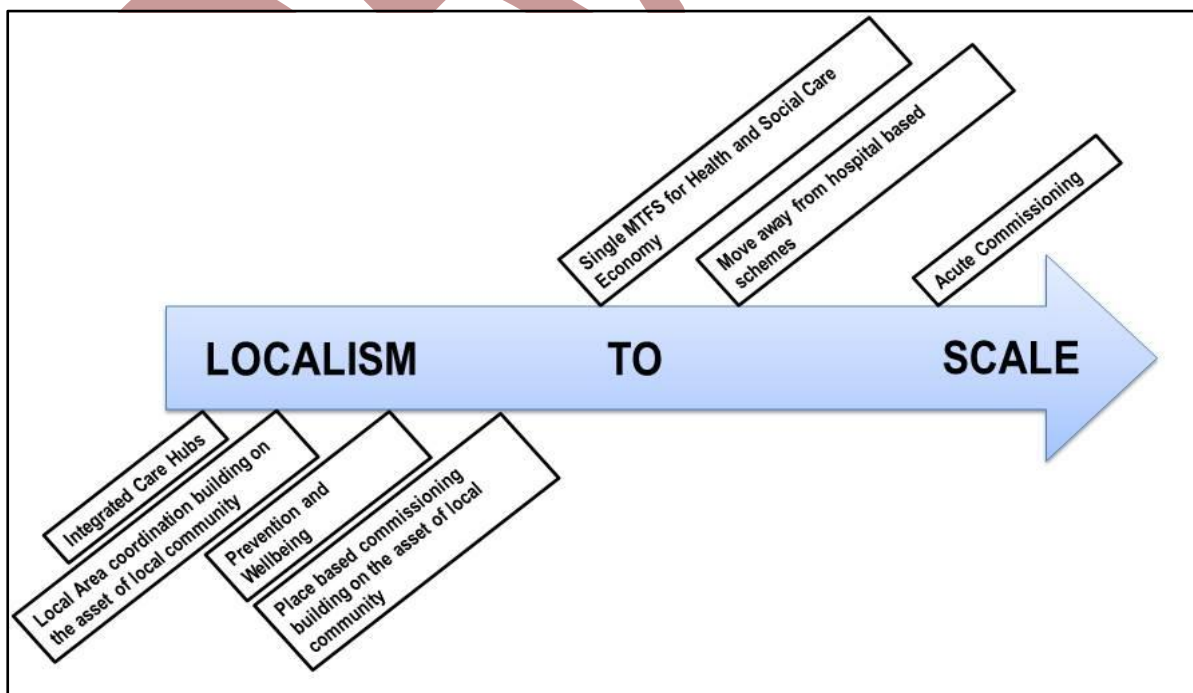 Single MTFS for Health and Social Care
Economy
Move away from hospital based
schemes
Acute Commissioning
LOCALISM TO SCALE
Integrated Care Hubs
Local Area coordination building on
the asset of local community
Prevention and
Wellbeing
Place based commissioning
building on the asset of local
community